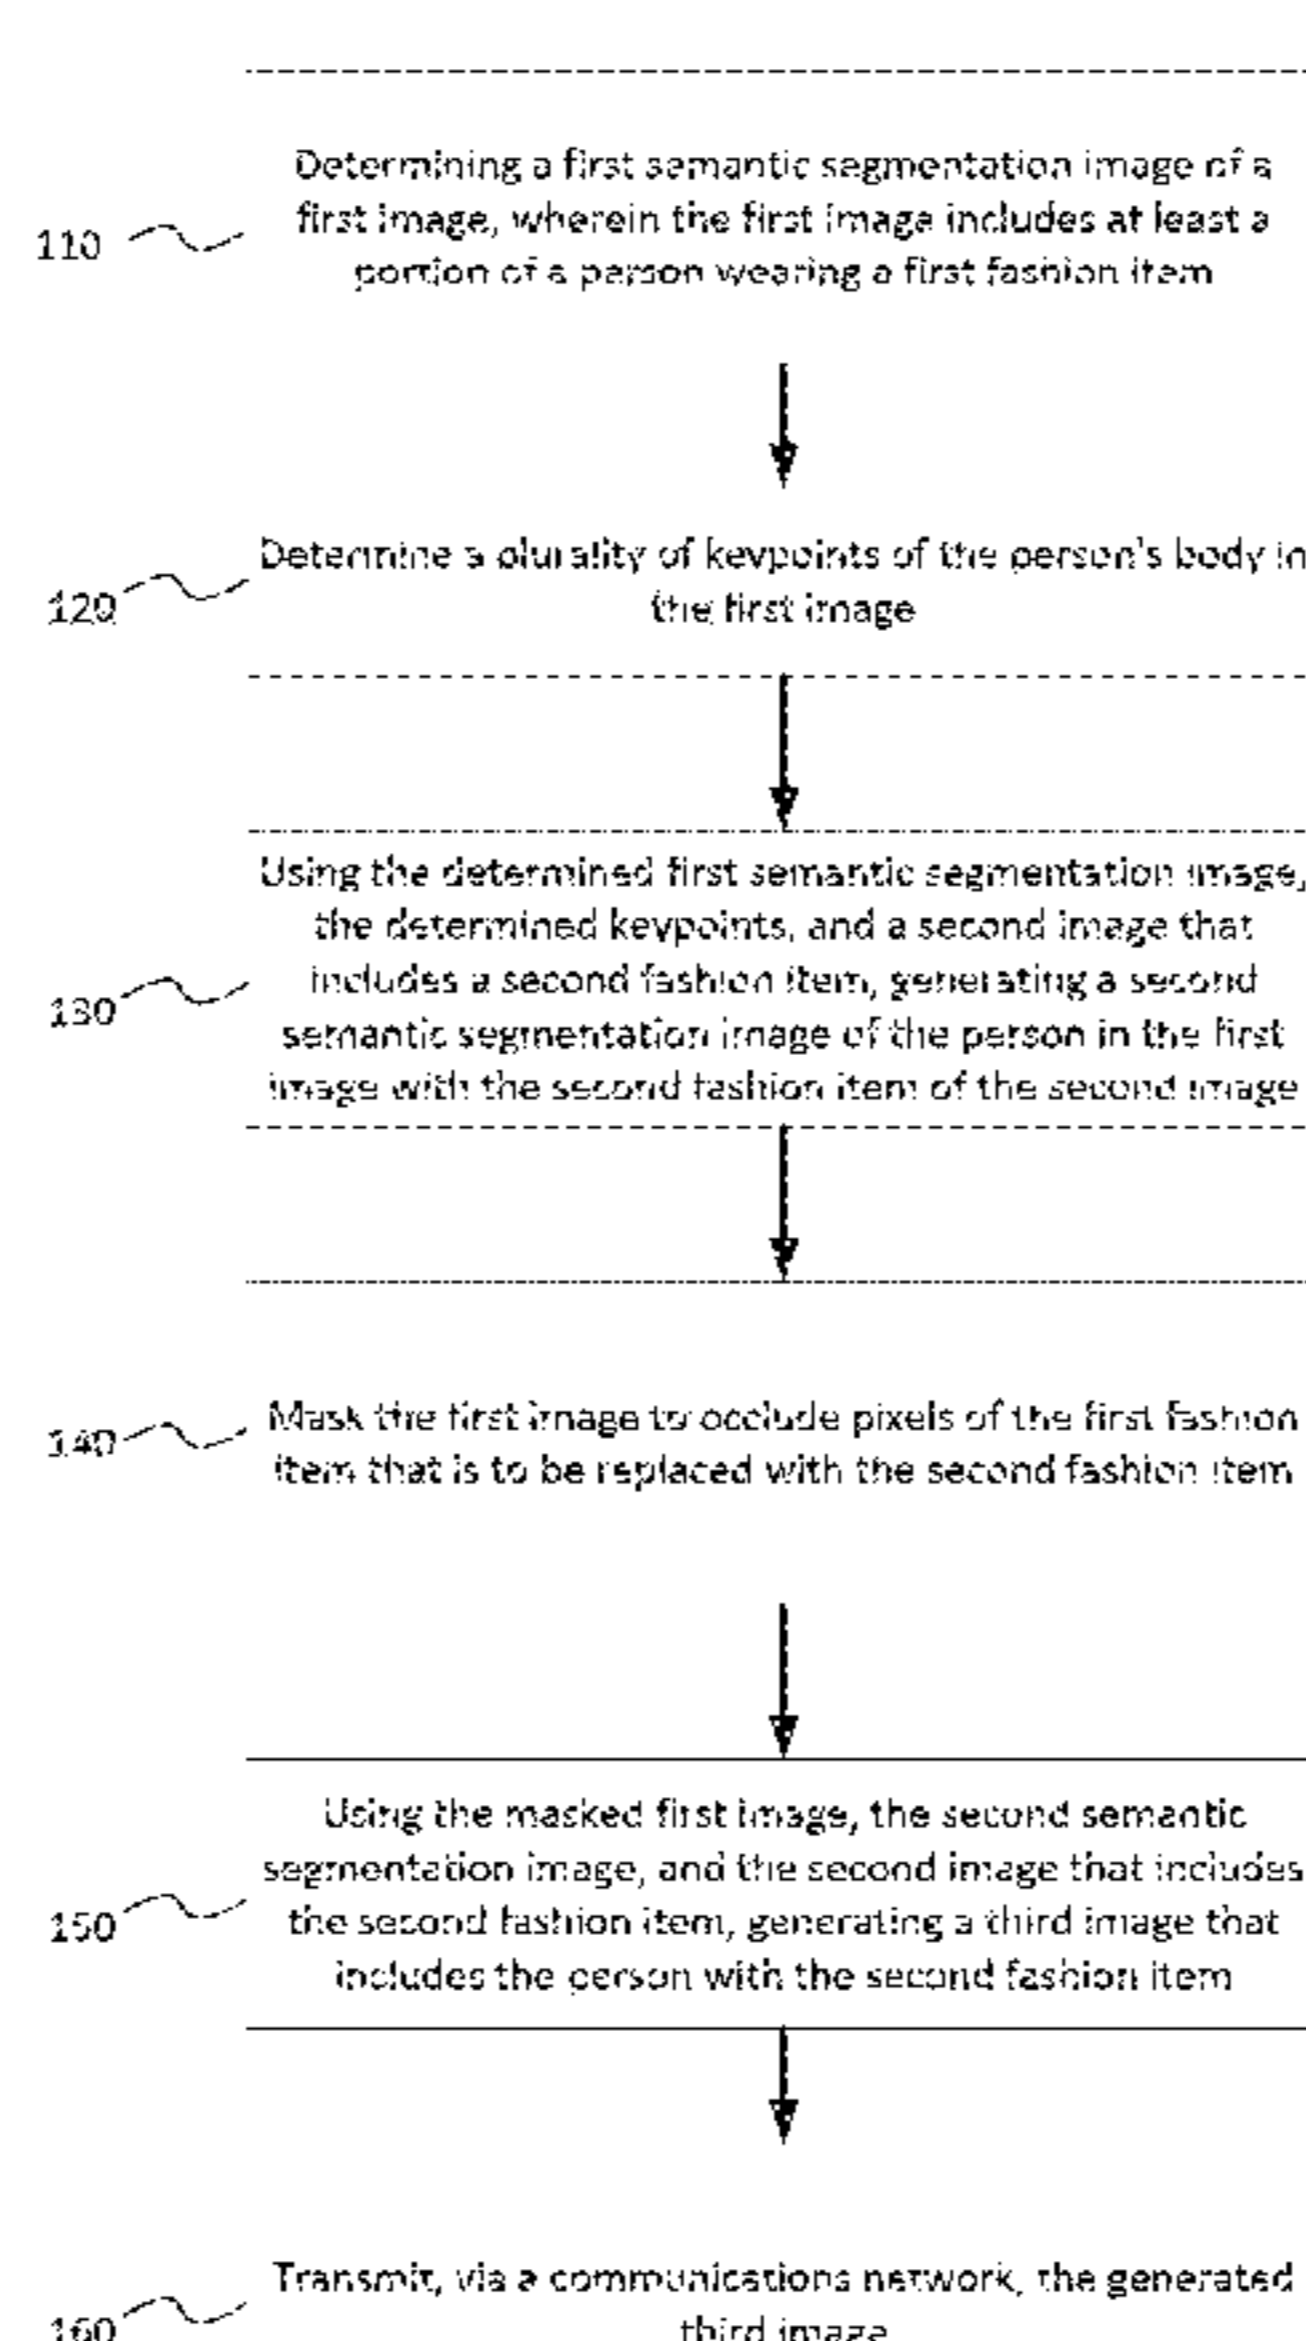 Determining a first semantic segmentation image of a
first image, wherein the first image includes at least a
portion of a person wearing a first fashion item
110
Determine a plurality of keypoints of the person's body in
the first image
120
Using the determined first semantic segmentation image,
the determined keypoints, and a second image that
includes a second fashion item, generating a second
semantic segmentation image of the person in the first
image with the second fashion item of the second image
130
Mask the first image to occlude pixels of the first fashion
item that is to be replaced with the second fashion item
140
Using the masked first image, the second semantic
segmentation image, and the second image that includes
the second fashion item, generating a third image that
includes the person with the second fashion item
150
Transmit, via a communications network, the generated
third image
160